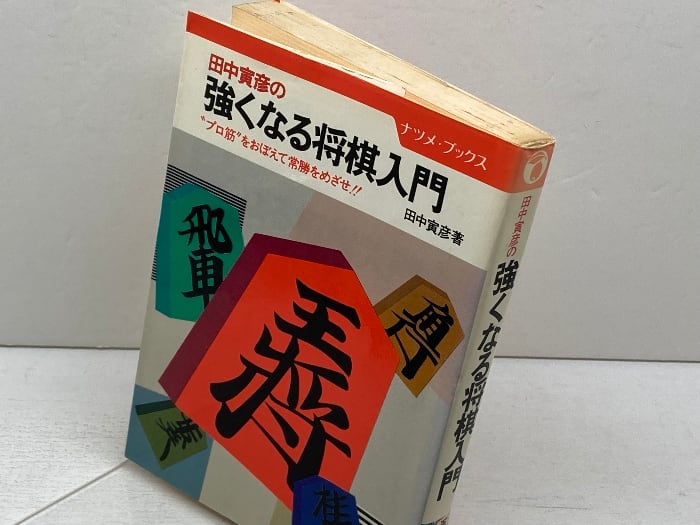 田中寅彦の
強くなる将棋入門
“プロ筋”をおぼえて常勝をめざせ!!
田中寅彦著
ナツメ・ブックス
飛車
王将
角行
歩兵
桂
田中寅彦の
強くなる将棋入門